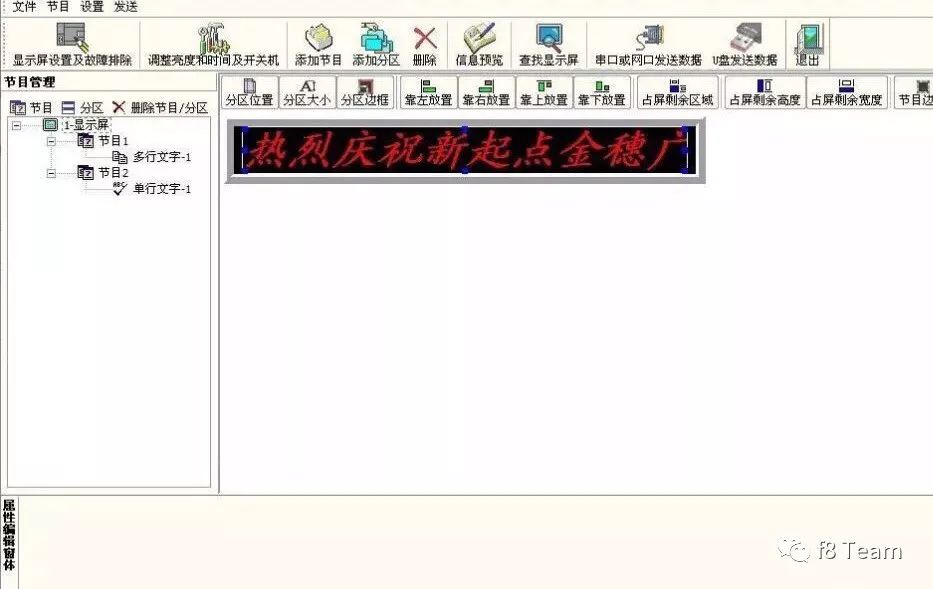 文件 节目 设置 发送
显示屏设置及故障排除 调整亮度和时间及开关机 添加节目 添加分区 删除 信息预览 查找显示屏 串口或网口发送数据 U盘发送数据 退出
节目管理
节目 分区 删除节目/分区
分区位置 分区大小 分区边框 靠左放置 靠右放置 靠上放置 靠下放置 占屏剩余区域 占屏剩余高度 占屏剩余宽度 节目边
1-显示屏
节目1
多行文字-1
节目2
单行文字-1
热烈庆祝新起点金穗广
属性编辑窗体
f8 Team